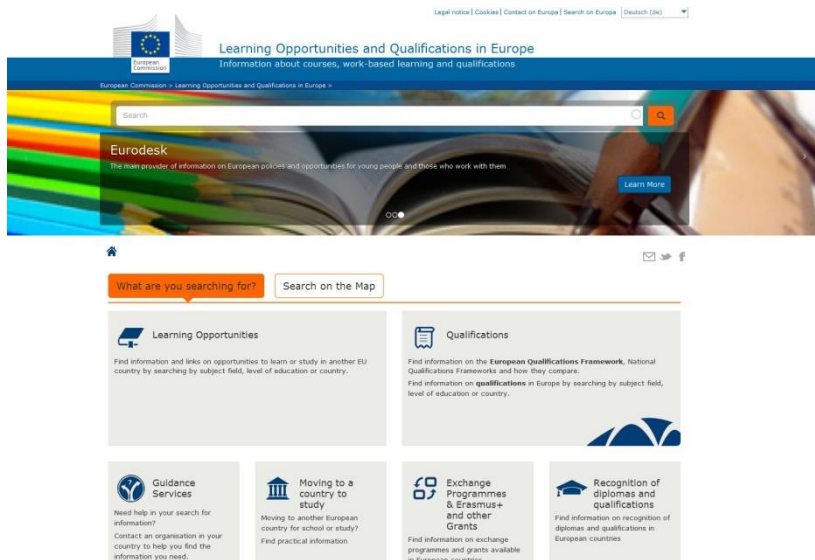 Legal notice | Cookies | Contact on Europa | Search on Europa Deutsch (de)
European
Commission
Learning Opportunities and Qualifications in Europe
Information about courses, work-based learning and qualifications
European Commission > Learning Opportunities and Qualifications in Europe >
Search
Eurodesk
The main provider of information on European policies and opportunities for young people and those who work with them
Learn More
What are you searching for?
Search on the Map
Learning Opportunities
Find information and links on opportunities to learn or study in another EU
country by searching by subject field, level of education or country.
Qualifications
Find information on the European Qualifications Framework, National
Qualifications Frameworks and how they compare.
Find information on qualifications in Europe by searching by subject field,
level of education or country.
Guidance
Services
Need help in your search for
information?
Contact an organisation in your
country to help you find the
information you need.
Moving to a
country to
study
Moving to another European
country for school or study?
Find practical information
Exchange
Programmes
& Erasmus+
and other
Grants
Find information on exchange
programmes and grants available
in European countries
Recognition of
diplomas and
qualifications
Find information on recognition of
diplomas and qualifications in
European countries